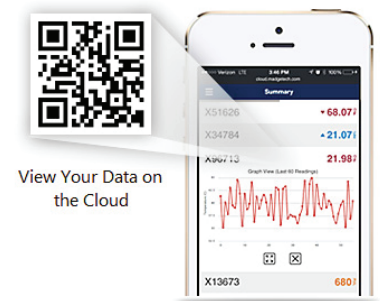 View Your Data on
the Cloud
Verizon LTE 3:46 PM 100%
cloud.madgetech.com
Summary
X51626 68.07
X34784 21.07
X96713 21.98
Graph View (Last 60 Readings)
X13673 680